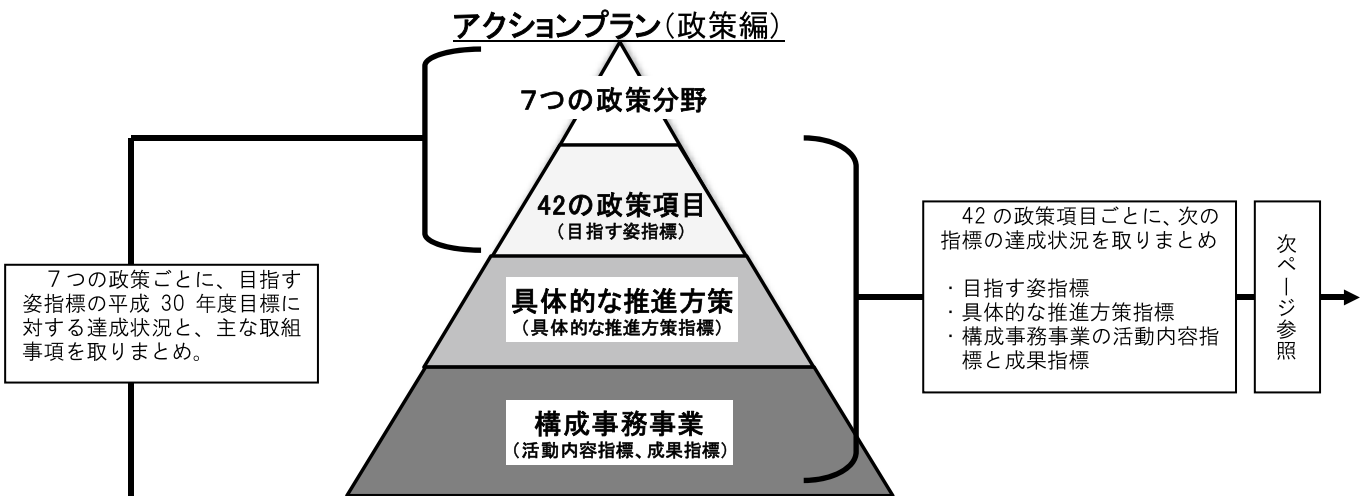 アクションプラン(政策編)
7つの政策分野
42の政策項目
(目指す姿指標)
具体的な推進方策
(具体的な推進方策指標)
構成事務事業
(活動内容指標、成果指標)
7つの政策ごとに、目指す
姿指標の平成 30 年度目標に
対する達成状況と、主な取組
事項を取りまとめ。
42 の政策項目ごとに、次の
指標の達成状況を取りまとめ
・目指す姿指標
・具体的な推進方策指標
・構成事務事業の活動内容指
標と成果指標
次ページ参照